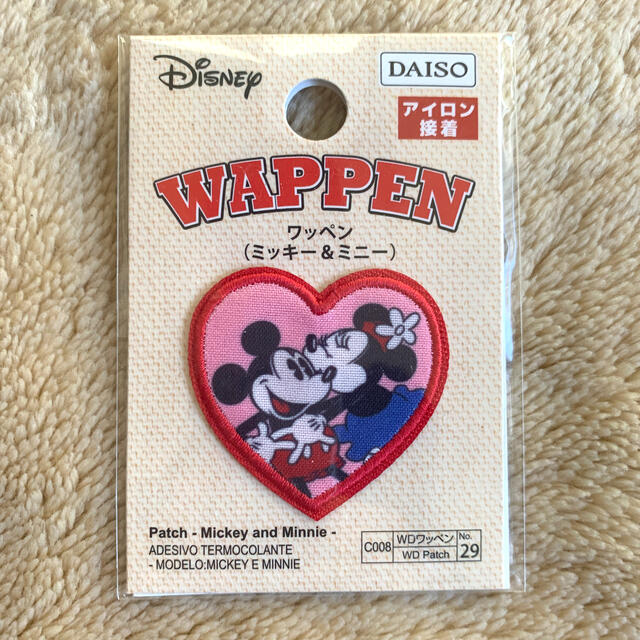 Disney
DAISO
アイロン
接着
WAPPEN
ワッペン
(ミッキー&ミニー)
Patch - Mickey and Minnie -
ADESIVO TERMOCOLANTE
- MODELO:MICKEY E MINNIE
C008
WDワッペン
WD Patch
No.
29